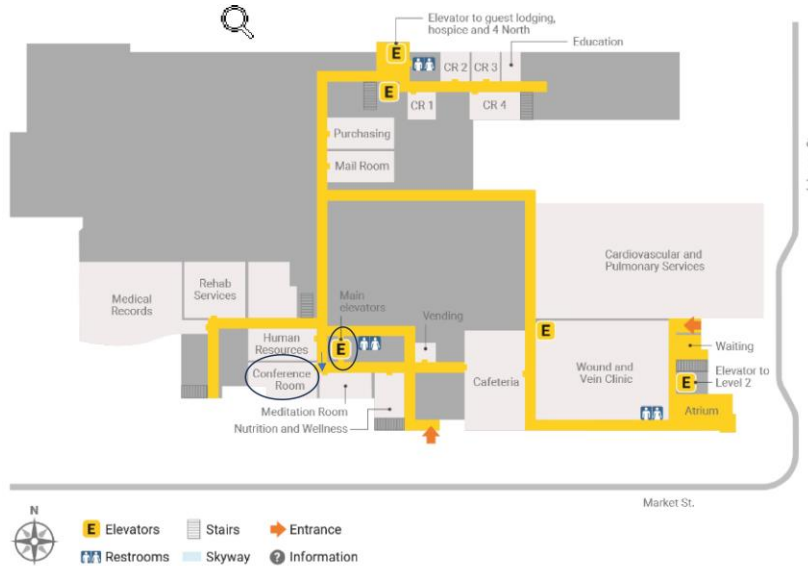 Elevator to guest lodging,
hospice and 4 North
Education
E
CR 2
CR 3
E
CR 1
CR 4
Purchasing
Mail Room
Cardiovascular and
Pulmonary Services
Rehab
Services
Medical
Records
Main
elevators
Vending
Human
Resources
E
E
Waiting
Conference
Room
Cafeteria
Wound and
Vein Clinic
Elevator to
Level 2
E
Meditation Room
Atrium
Nutrition and Wellness
Market St.
N
E Elevators
Stairs
Entrance
Restrooms
Skyway
? Information